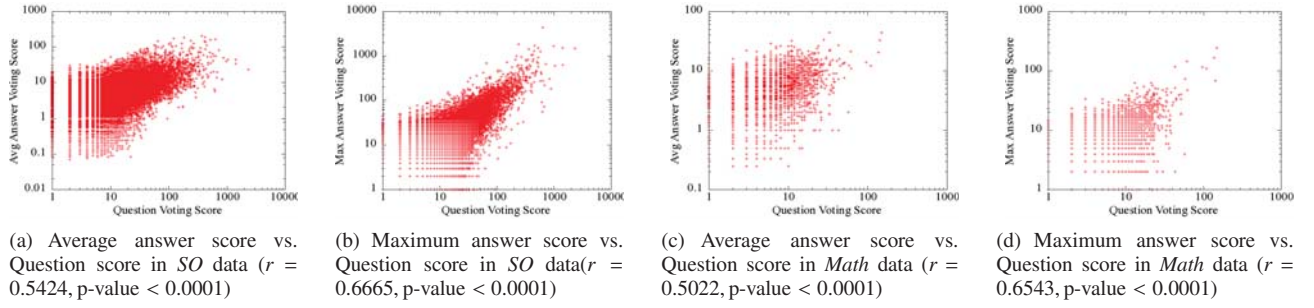 1000
100
10
1
0.1
0.01
1
10
100
1000
10000
Avg Answer Voting Score
Question Voting Score
(a) Average answer score vs.
Question score in SO data (r =
0.5424, p-value < 0.0001)
10000
1000
100
10
1
1
10
100
1000
10000
Max Answer Voting Score
Question Voting Score
(b) Maximum answer score vs.
Question score in SO data(r =
0.6665, p-value < 0.0001)
100
10
1
0.1
1
10
100
1000
Avg Answer Voting Score
Question Voting Score
(c) Average answer score vs.
Question score in Math data (r =
0.5022, p-value < 0.0001)
1000
100
10
1
1
10
100
1000
Max Answer Voting Score
Question Voting Score
(d) Maximum answer score vs.
Question score in Math data (r =
0.6543, p-value < 0.0001)